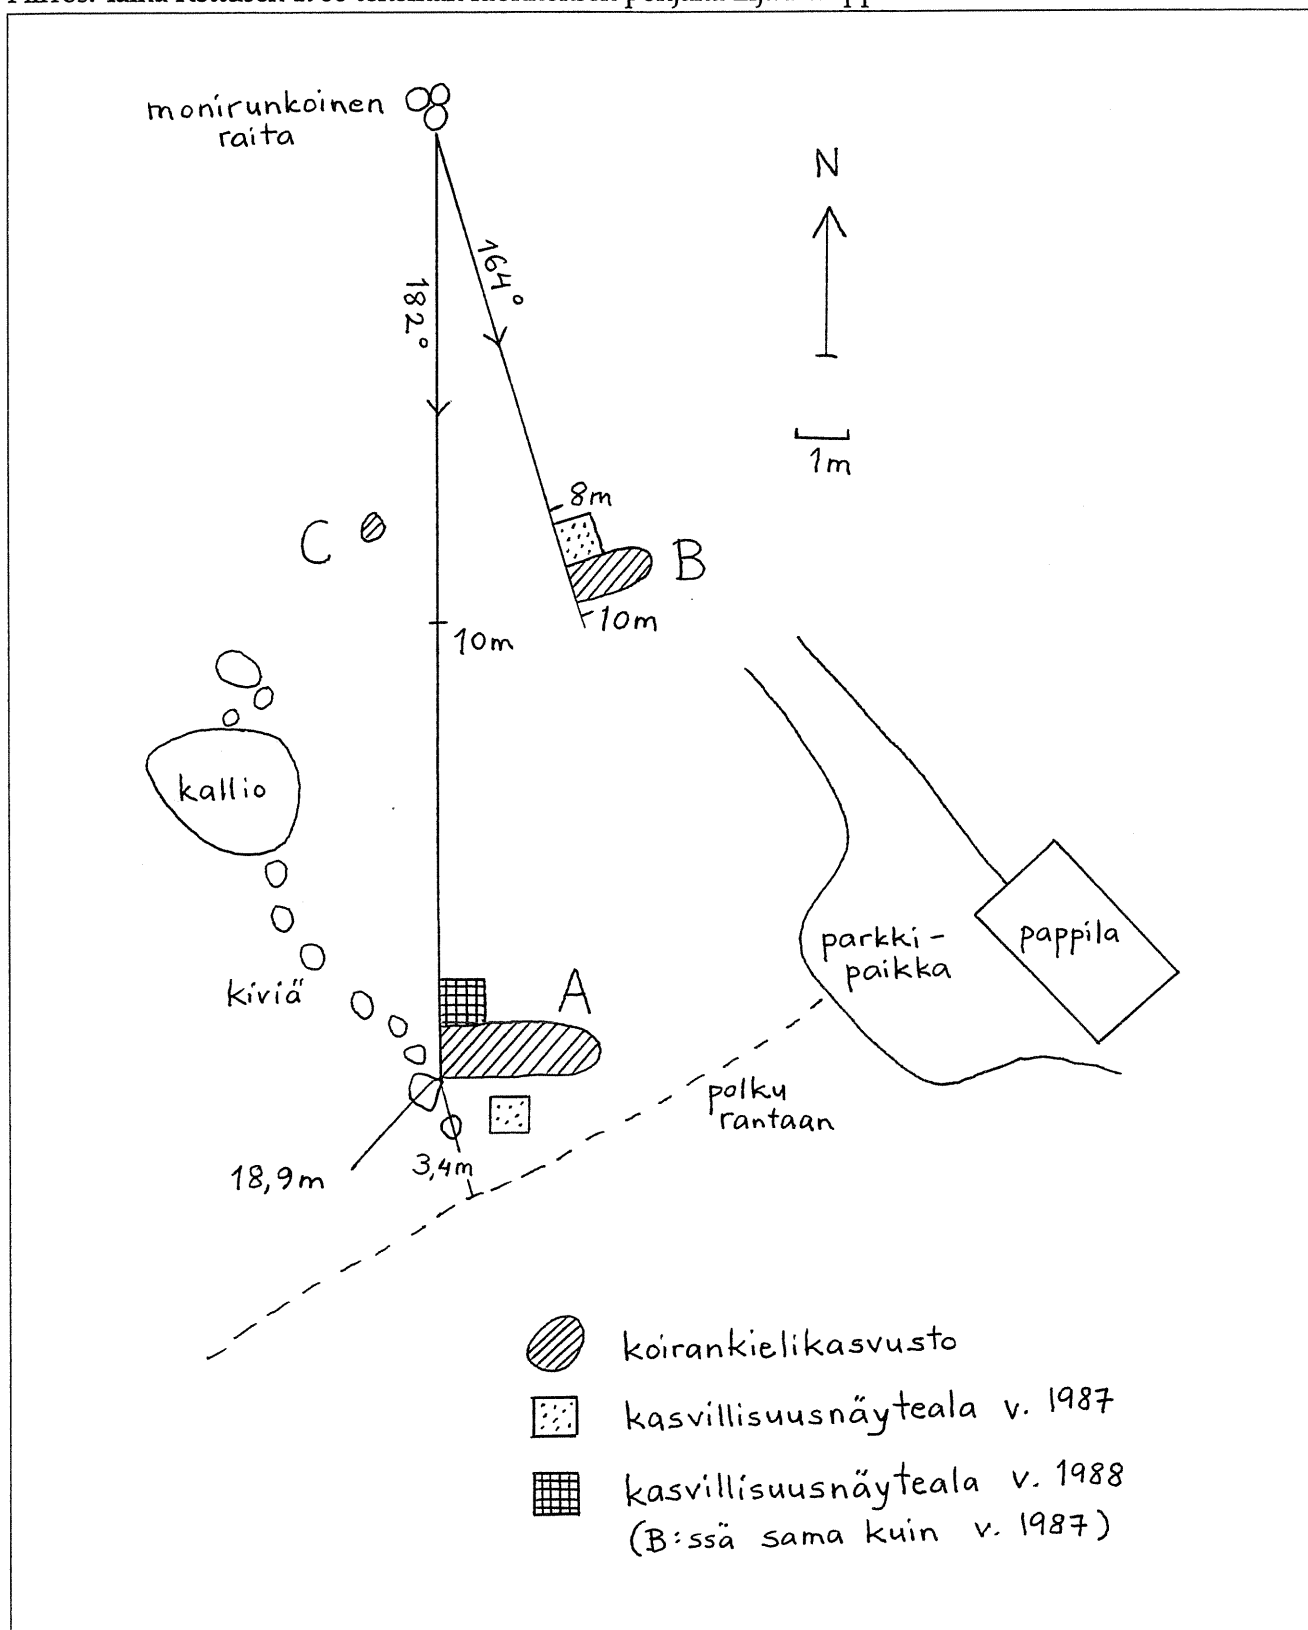 monirunkoinen
raita
N
164°
182°
1m
8m
C
B
10m
10m
kallio
parkki-
paikka
pappila
kiviä
A
polku
rantaan
3,4m
18,9m
koirankielikasvusto
kasvillisuusnäyteala v. 1987
kasvillisuusnäyteala v. 1988
(B:ssä sama kuin v. 1987)